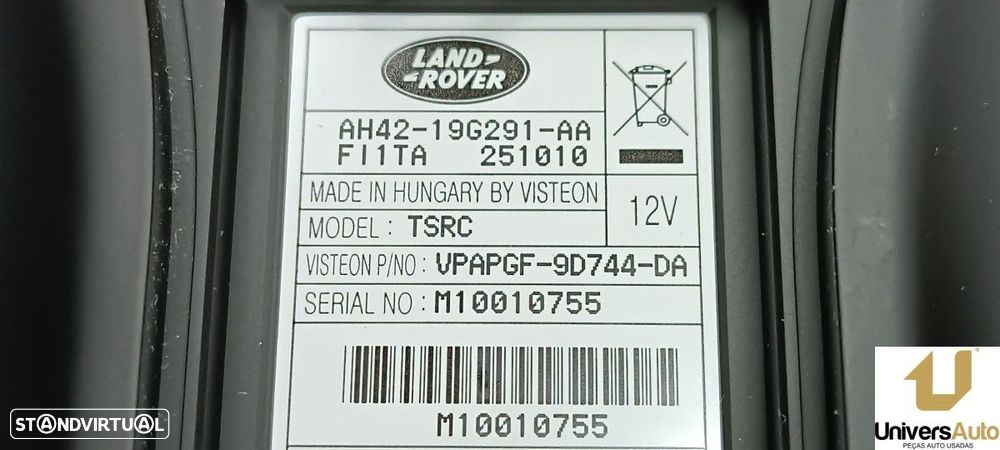 LAND-
-ROVER
AH42-19G291-AA
FI1TA 251010
MADE IN HUNGARY BY VISTEON
12V
MODEL : TSRC
VISTEON P/NO : VPAPGF-9D744-DA
SERIAL NO : M10010755
M10010755
STANDVIRTUAL
UniversAuto
PEÇAS AUTO USADAS